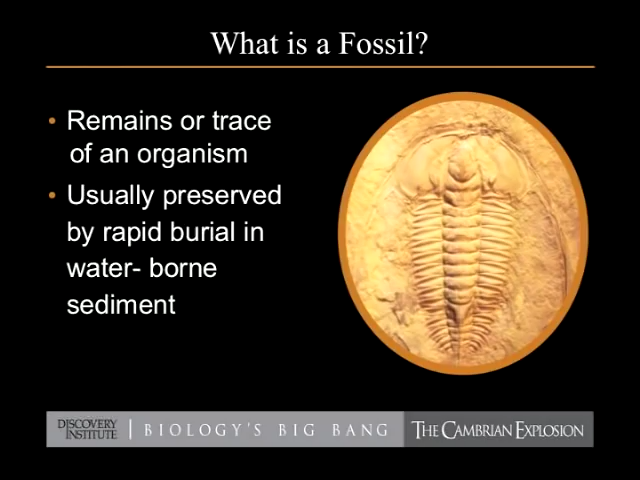 What is a Fossil?
• Remains or trace
of an organism
• Usually preserved
by rapid burial in
water- borne
sediment
DISCOVERY
INSTITUTE
BIOLOGY'S BIG BANG
THE CAMBRIAN EXPLOSION